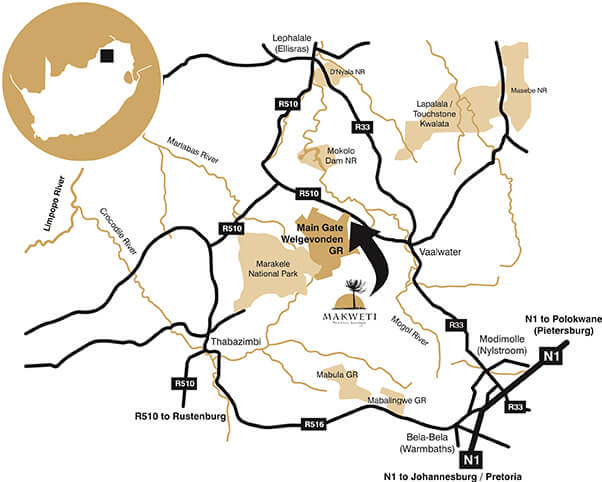 Lephalale
(Ellisras)
D'Nyala NR
Masebe NR
R510
Lapalala /
Touchstone
Kwalata
R33
Marlabas River
Mokolo
Dam NR
R510
Limpopo River
Crocodile River
R510
Main Gate
Welgevonden
GR
Vaalwater
Marakele
National Park
MAKWETI
Mogol River
R33
N1 to Polokwane
(Pietersburg)
Modimolle
(Nylstroom)
Thabazimbi
N1
R510
Mabula GR
Mabalingwe GR
R33
R510 to Rustenburg
R516
Bela-Bela
(Warmbaths)
N1
N1 to Johannesburg / Pretoria